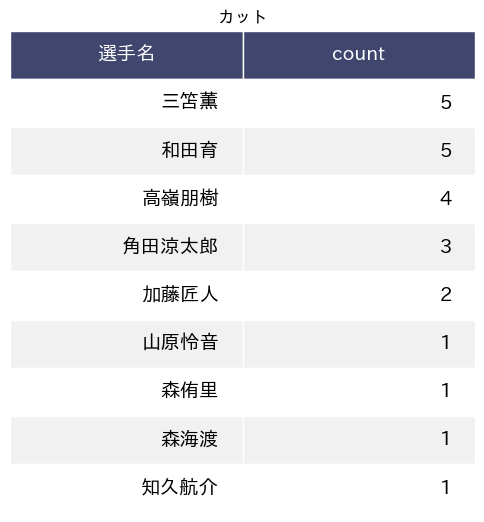 カット
選手名 count
三笘薫 5
和田育 5
高嶺朋樹 4
角田涼太郎 3
加藤匠人 2
山原怜音 1
森侑里 1
森海渡 1
知久航介 1